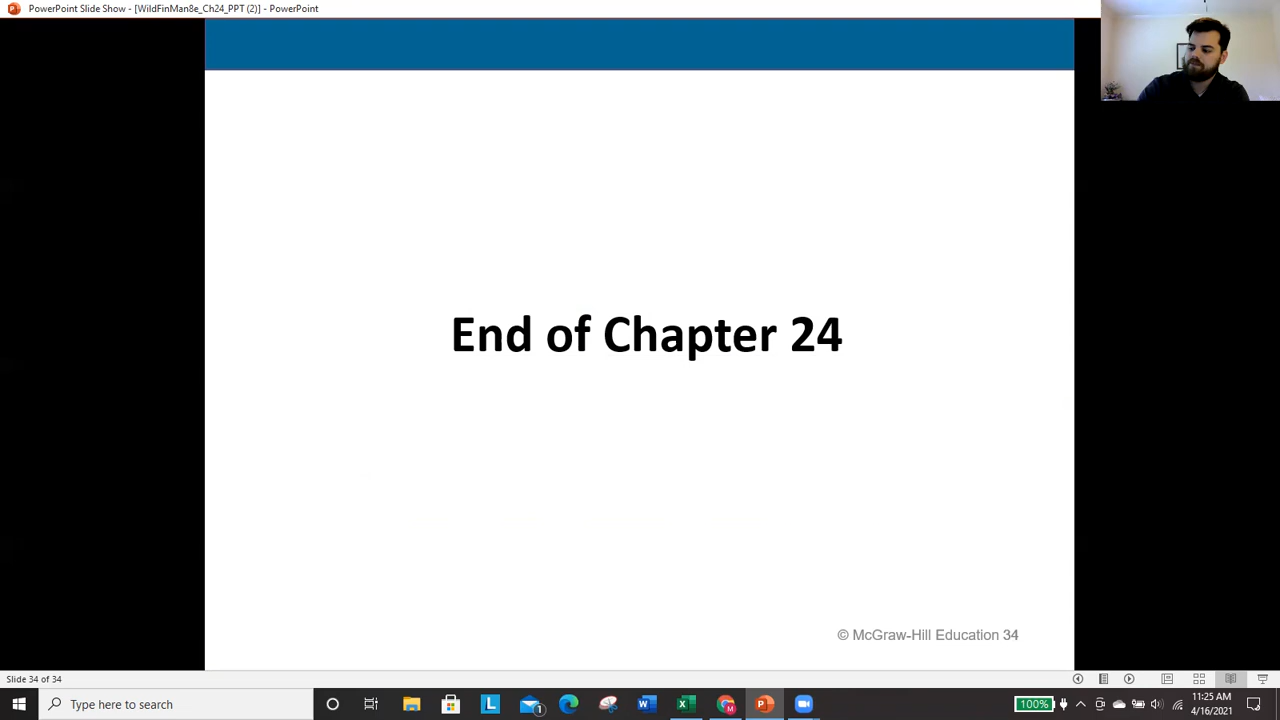 PowerPoint Slide Show - [WildFinMan8e_Ch24_PPT (2)] - PowerPoint
End of Chapter 24
© McGraw-Hill Education 34
Slide 34 of 34
Type here to search
L
1
W
X
M
P
100%
11:25 AM
4/16/2021